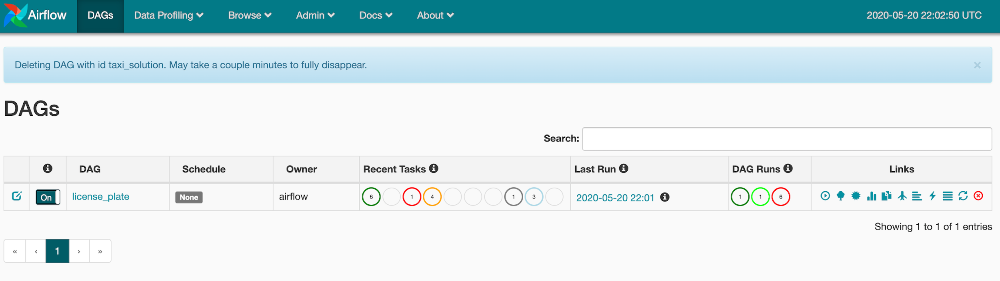 Airflow DAGs Data Profiling Browse Admin Docs About 2020-05-20 22:02:50 UTC
Deleting DAG with id taxi_solution. May take a couple minutes to fully disappear. ×
DAGs
Search:
DAG Schedule Owner Recent Tasks Last Run DAG Runs Links
On license_plate None airflow 6 1 4 1 3 2020-05-20 22:01 1 1 6
Showing 1 to 1 of 1 entries
« ‹ 1 › »